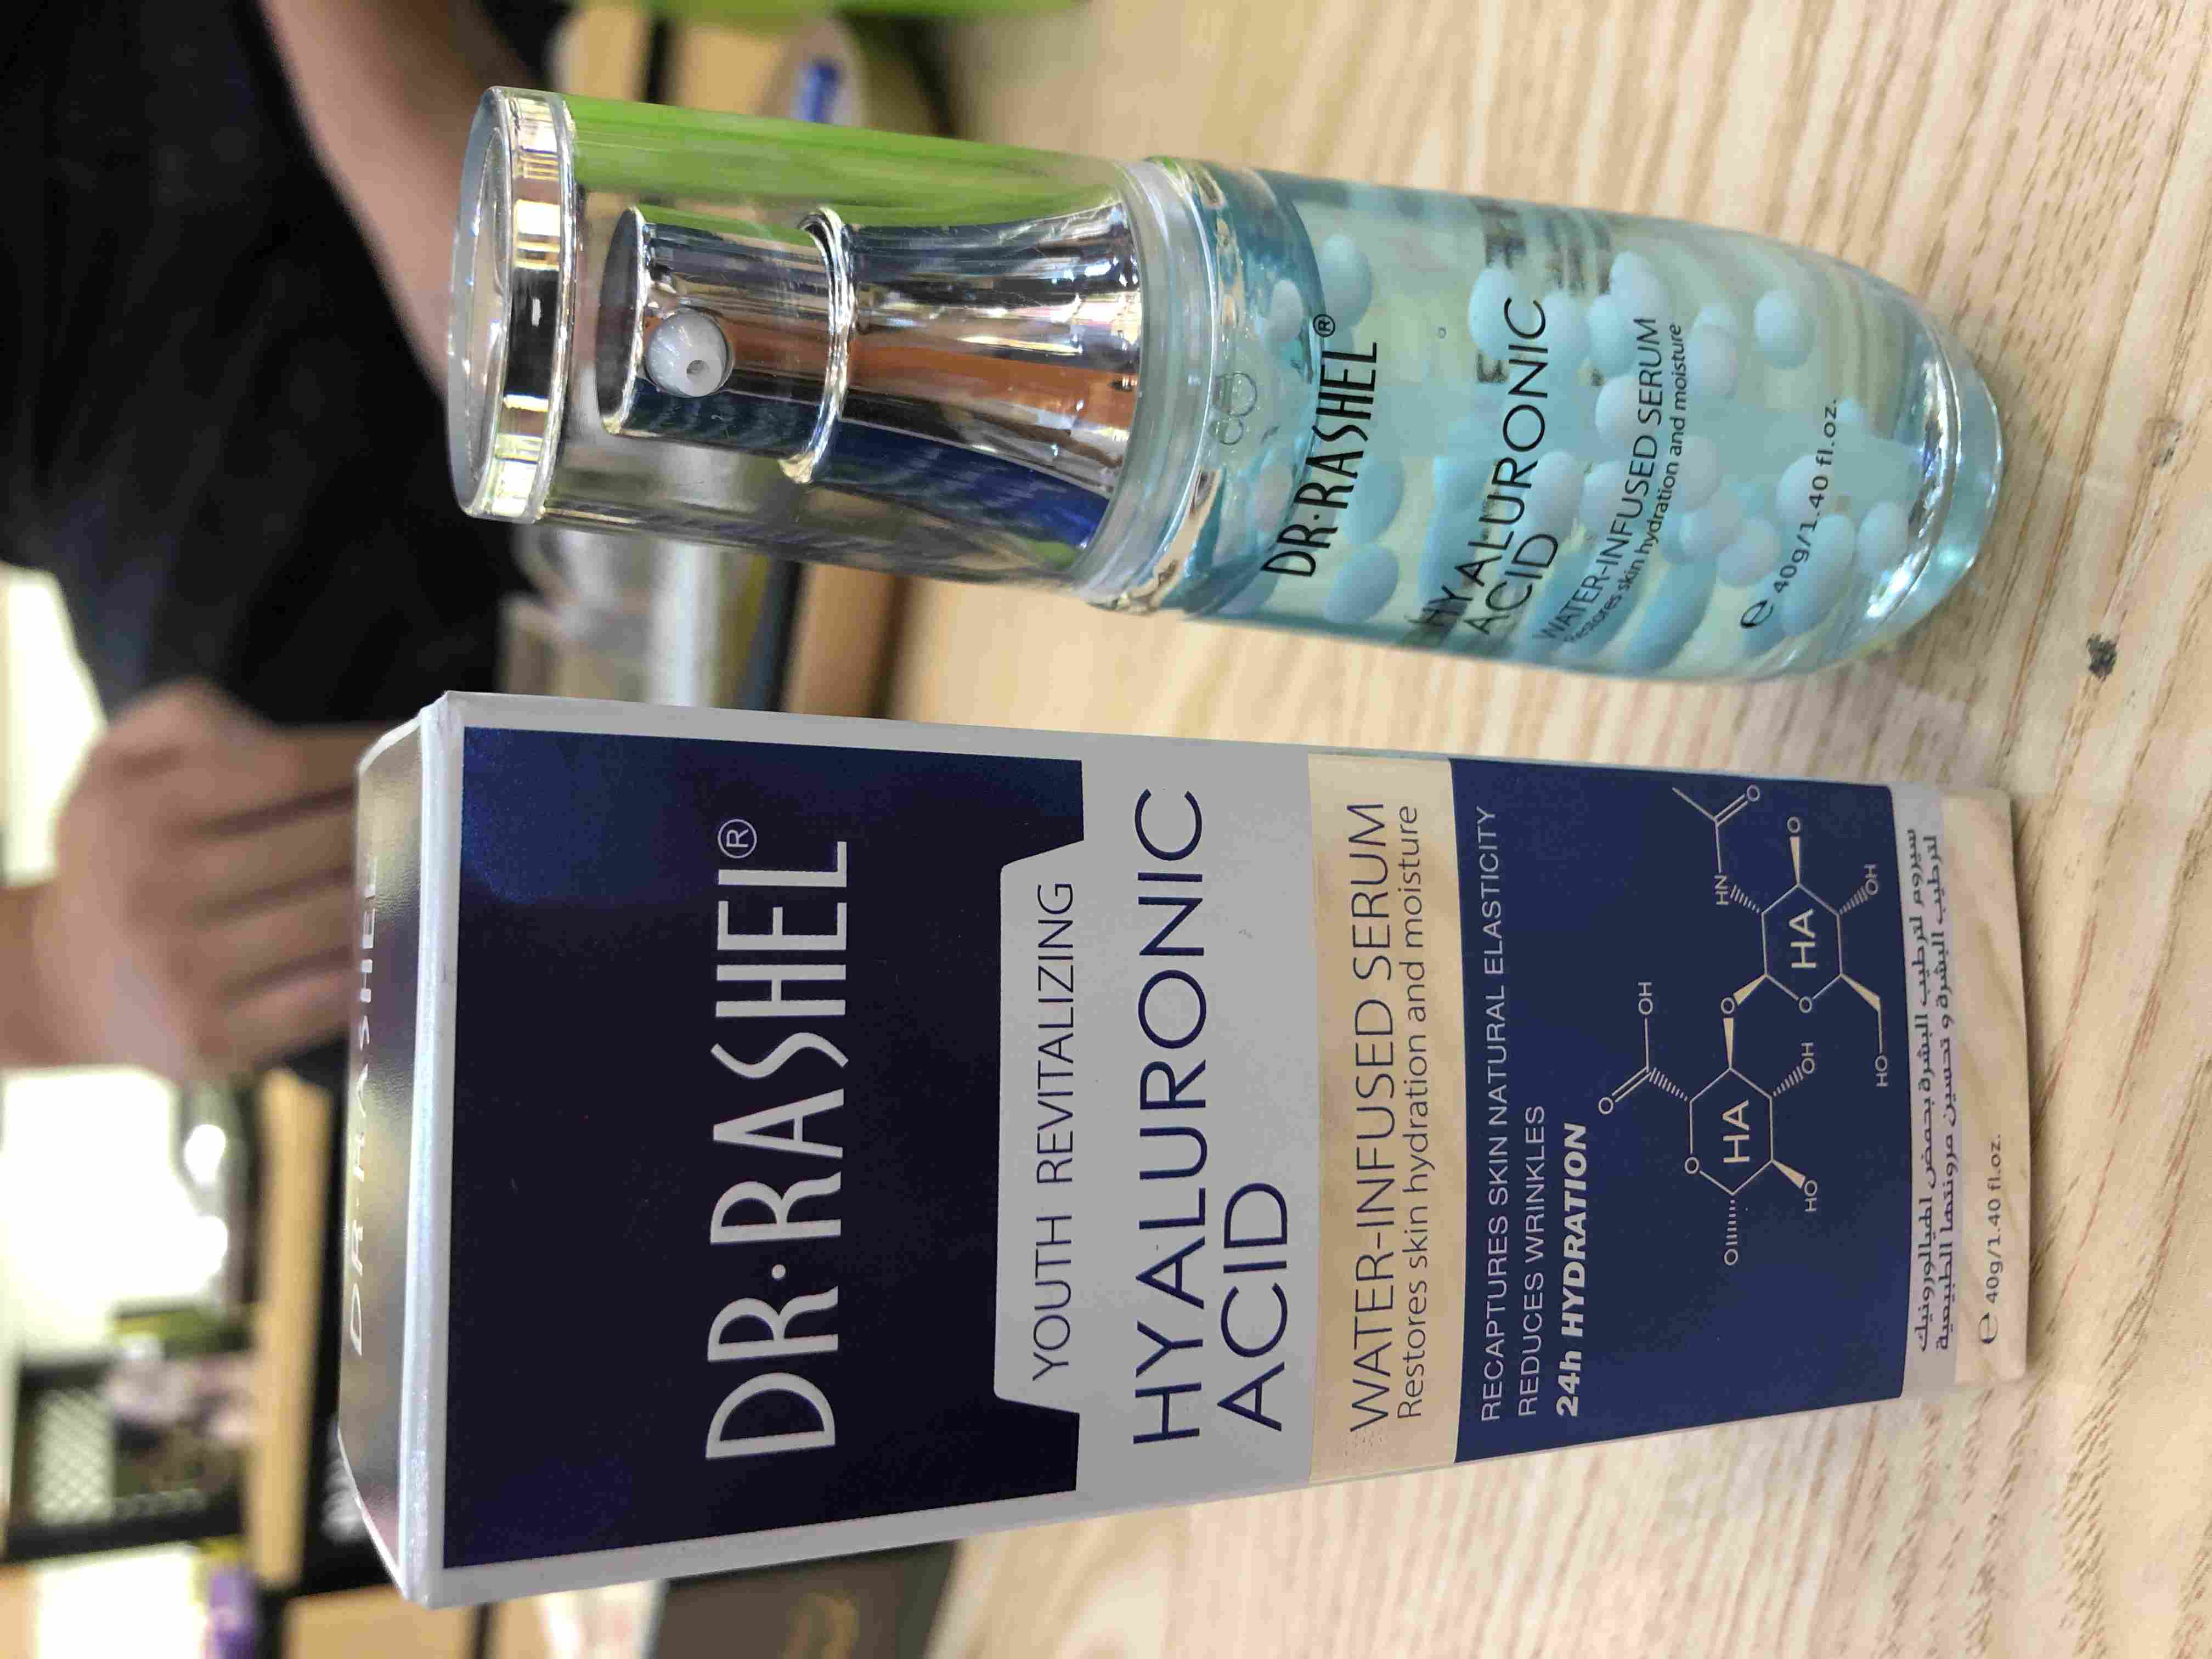 DR·RASHEL
DR·RASHEL®
YOUTH REVITALIZING
HYALURONIC
ACID
WATER-INFUSED SERUM
Restores skin hydration and moisture
RECAPTURES SKIN NATURAL ELASTICITY
REDUCES WRINKLES
24h HYDRATION
O
OH
O
HA
O
HO
OH
O
HN
O
HA
O
O
OH
HO
سيروم لترطيب البشرة بحمض لهيالورونيك
لترطيب البشرة و تحسين مرونتها الطبيعية
e 40g/1.40 fl.oz.
DR·RASHEL®
HYALURONIC
ACID
WATER-INFUSED SERUM
Restores skin hydration and moisture
e 40g/1.40 fl.oz.